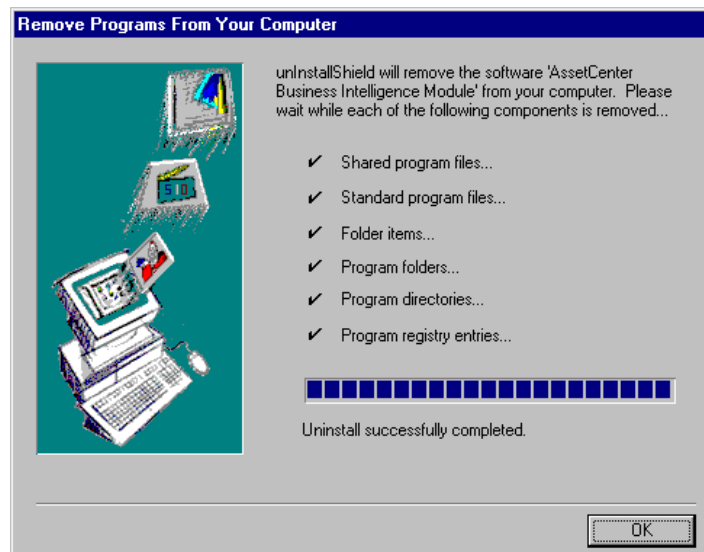 Remove Programs From Your Computer
unInstallShield will remove the software 'AssetCenter
Business Intelligence Module' from your computer.  Please
wait while each of the following components is removed...
✔ Shared program files...
✔ Standard program files...
✔ Folder items...
✔ Program folders...
✔ Program directories...
✔ Program registry entries...
Uninstall successfully completed.
OK